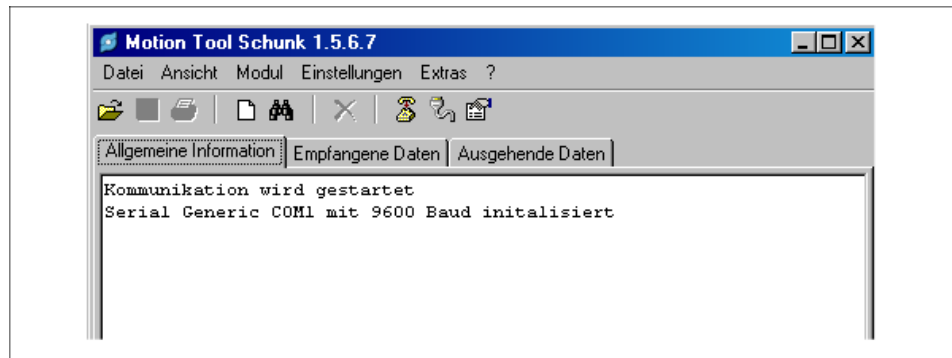 Motion Tool Schunk 1.5.6.7
Datei Ansicht Modul Einstellungen Extras ?
Allgemeine Information Empfangene Daten Ausgehende Daten
Kommunikation wird gestartet
Serial Generic COM1 mit 9600 Baud initalisiert